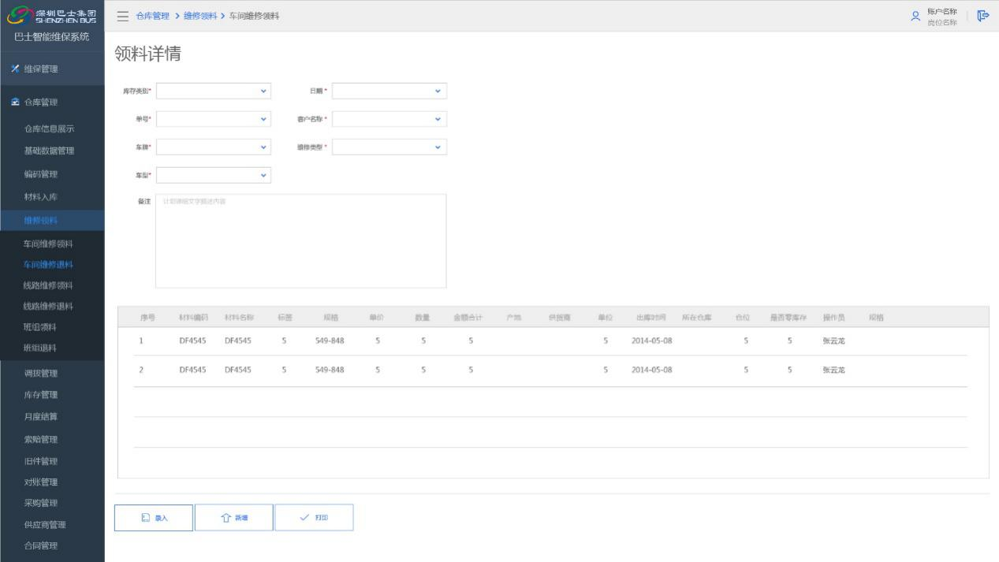 深圳巴士集团
SHENZHEN BUS
巴士智能维保系统
维保管理
仓库管理
仓库信息展示
基础数据管理
编码管理
材料入库
维修领料
车间维修领料
车间维修退料
线路维修领料
线路维修退料
班组领料
班组退料
调拨管理
库存管理
月度结算
索赔管理
旧件管理
对账管理
采购管理
供应商管理
合同管理
仓库管理 > 维修领料 > 车间维修领料
账户名称
岗位名称
领料详情
库存类别* 日期*
单号* 客户名称*
车牌* 维修类型*
车型*
备注 计划详细文字描述内容
序号 材料编码 材料名称 标签 规格 单价 数量 金额合计 产地 供货商 单位 出库时间 所在仓库 仓位 是否零库存 操作员 规格
1 DF4545 DF4545 5 549-848 5 5 5 5 2014-05-08 5 5 张云龙
2 DF4545 DF4545 5 549-848 5 5 5 5 2014-05-08 5 5 张云龙
录入 新增 打印